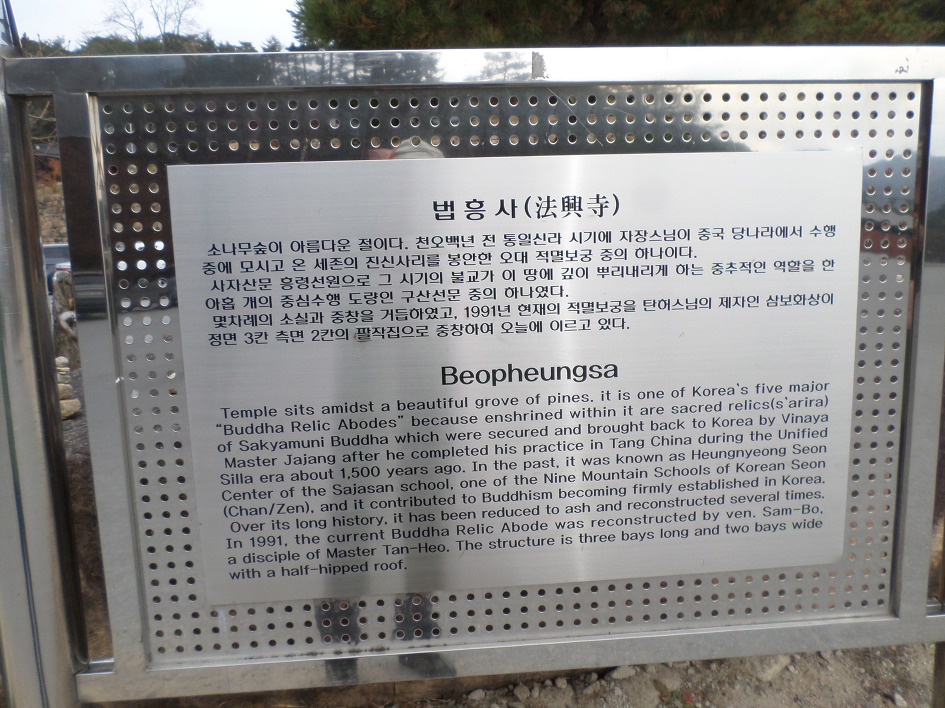 법흥사(法興寺)
소나무숲이 아름다운 절이다. 천오백년 전 통일신라 시기에 자장스님이 중국 당나라에서 수행
중에 모시고 온 세존의 진신사리를 봉안한 오대 적멸보궁 중의 하나이다.
사자산문 흥령선원으로 그 시기의 불교가 이 땅에 깊이 뿌리내리게 하는 중추적인 역할을 한
아홉 개의 중심수행 도량인 구산선문 중의 하나였다.
몇차례의 소실과 중창을 거듭하였고, 1991년 현재의 적멸보궁을 탄허스님의 제자인 삼보화상이
정면 3칸 측면 2칸의 팔작집으로 중창하여 오늘에 이르고 있다.
Beopheungsa
Temple sits amidst a beautiful grove of pines. it is one of Korea's five major
“Buddha Relic Abodes” because enshrined within it are sacred relics(s'arira)
of Sakyamuni Buddha which were secured and brought back to Korea by Vinaya
Master Jajang after he completed his practice in Tang China during the Unified
Silla era about 1,500 years ago. In the past, it was known as Heungnyeong Seon
Center of the Sajasan school, one of the Nine Mountain Schools of Korean Seon
(Chan/Zen), and it contributed to Buddhism becoming firmly established in Korea.
Over its long history, it has been reduced to ash and reconstructed several times.
In 1991, the current Buddha Relic Abode was reconstructed by ven. Sam-Bo,
a disciple of Master Tan-Heo. The structure is three bays long and two bays wide
with a half-hipped roof.